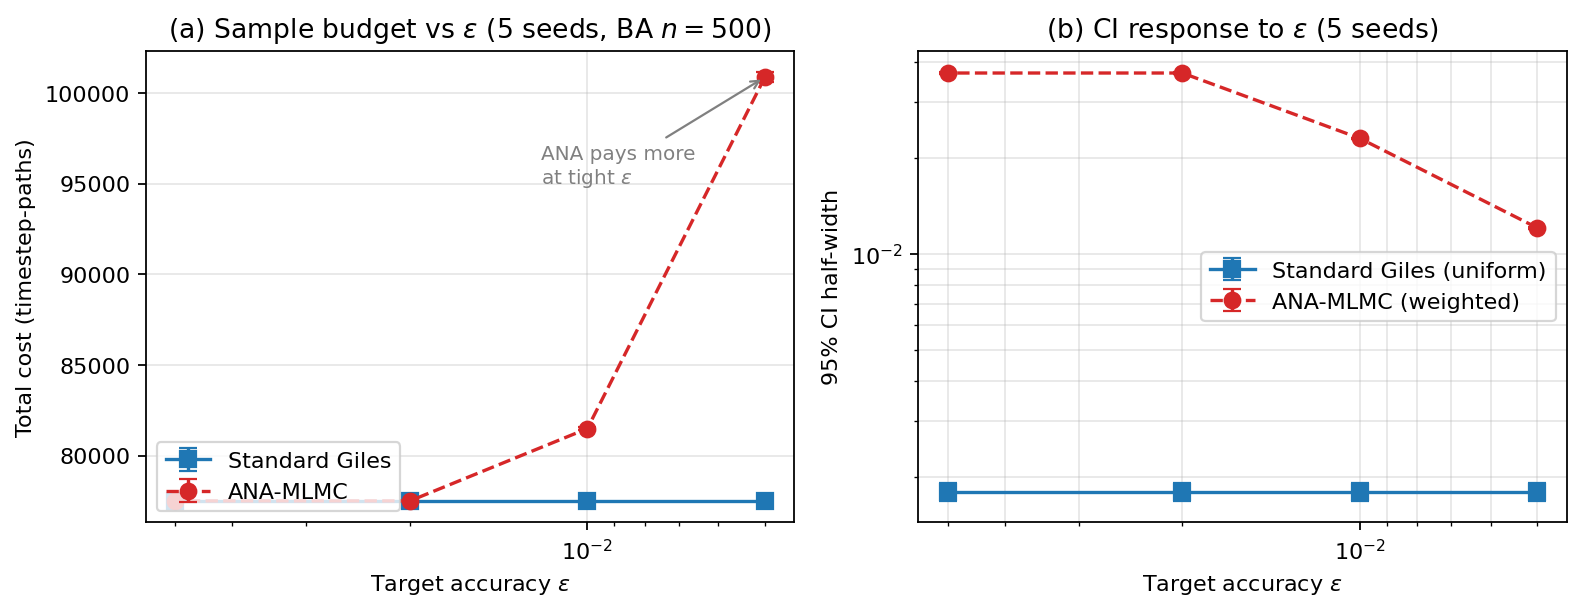 (a) Sample budget vs ε (5 seeds, BA n = 500)
Total cost (timestep-paths)
100000
95000
90000
85000
80000
ANA pays more
at tight ε
Standard Giles
ANA-MLMC
10⁻²
Target accuracy ε
(b) CI response to ε (5 seeds)
95% CI half-width
10⁻²
Standard Giles (uniform)
ANA-MLMC (weighted)
10⁻²
Target accuracy ε